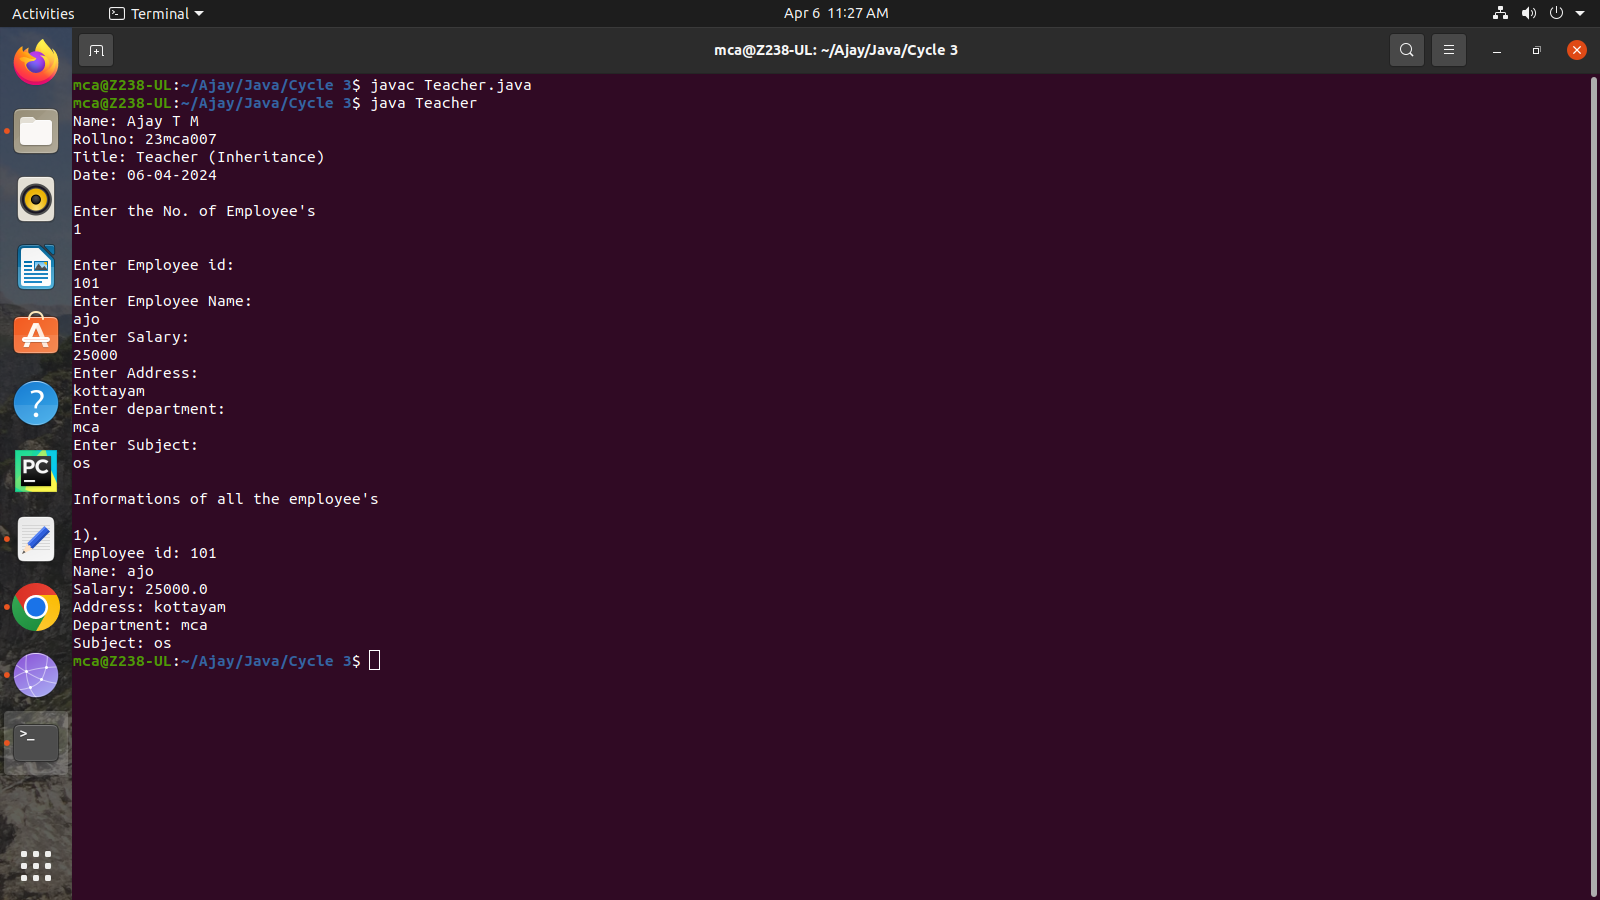 Activities
Terminal
Apr 6 11:27 AM
mca@Z238-UL: ~/Ajay/Java/Cycle 3
mca@Z238-UL:~/Ajay/Java/Cycle 3$ javac Teacher.java
mca@Z238-UL:~/Ajay/Java/Cycle 3$ java Teacher
Name: Ajay T M
Rollno: 23mca007
Title: Teacher (Inheritance)
Date: 06-04-2024
Enter the No. of Employee's
1
Enter Employee id:
101
Enter Employee Name:
ajo
Enter Salary:
25000
Enter Address:
kottayam
Enter department:
mca
Enter Subject:
os
Informations of all the employee's
1).
Employee id: 101
Name: ajo
Salary: 25000.0
Address: kottayam
Department: mca
Subject: os
mca@Z238-UL:~/Ajay/Java/Cycle 3$
PC
>_